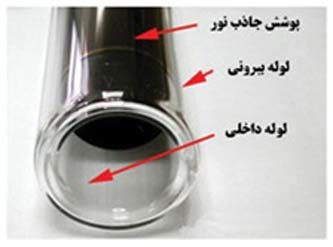 پوشش جاذب نور
لوله بیرونی
لوله داخلی